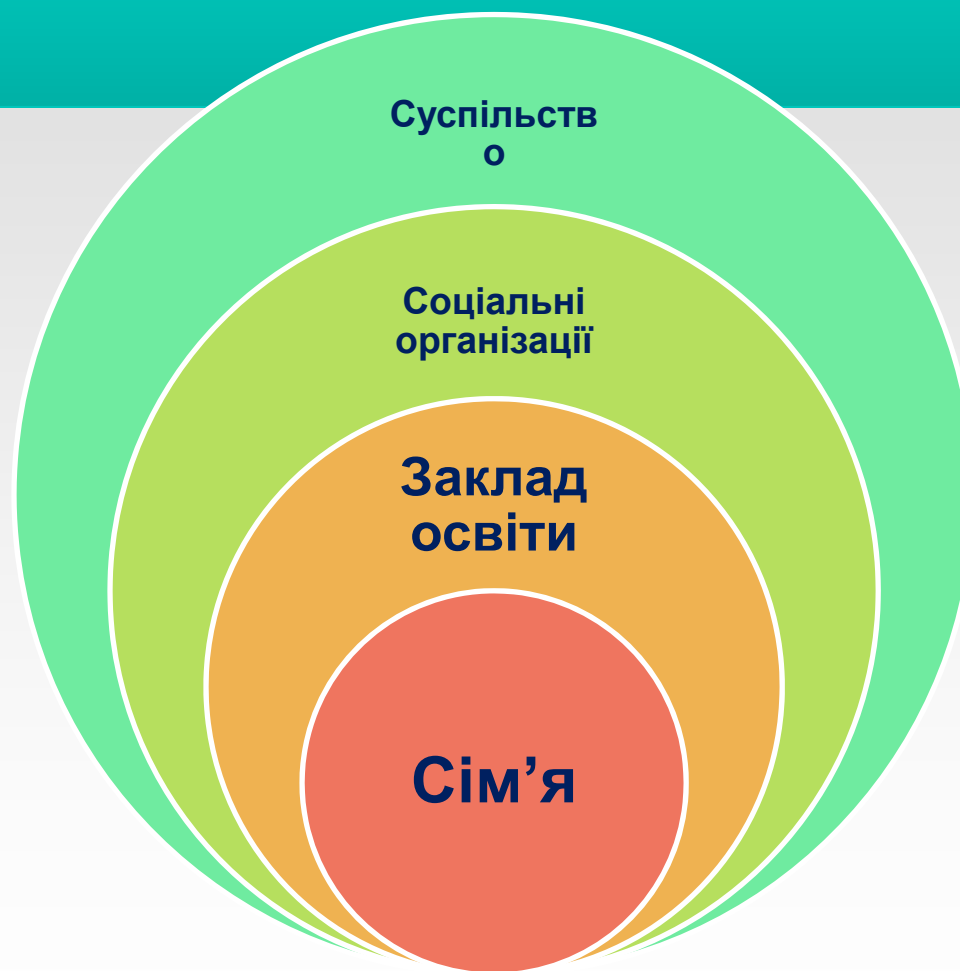 Суспільств
о
Соціальні
організації
Заклад
освіти
Сім’я